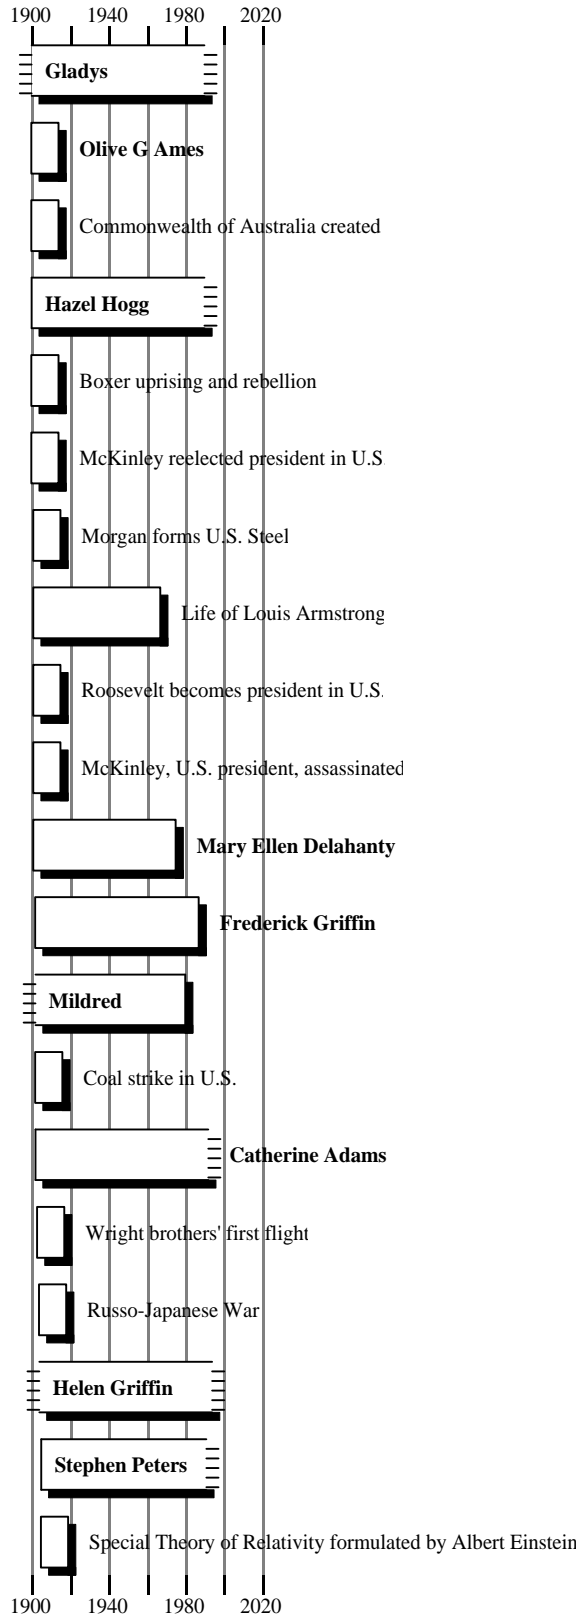 1900 1940 1980 2020
Gladys
Olive G Ames
Commonwealth of Australia created
Hazel Hogg
Boxer uprising and rebellion
McKinley reelected president in U.S.
Morgan forms U.S. Steel
Life of Louis Armstrong
Roosevelt becomes president in U.S.
McKinley, U.S. president, assassinated
Mary Ellen Delahanty
Frederick Griffin
Mildred
Coal strike in U.S.
Catherine Adams
Wright brothers' first flight
Russo-Japanese War
Helen Griffin
Stephen Peters
Special Theory of Relativity formulated by Albert Einstein
1900 1940 1980 2020